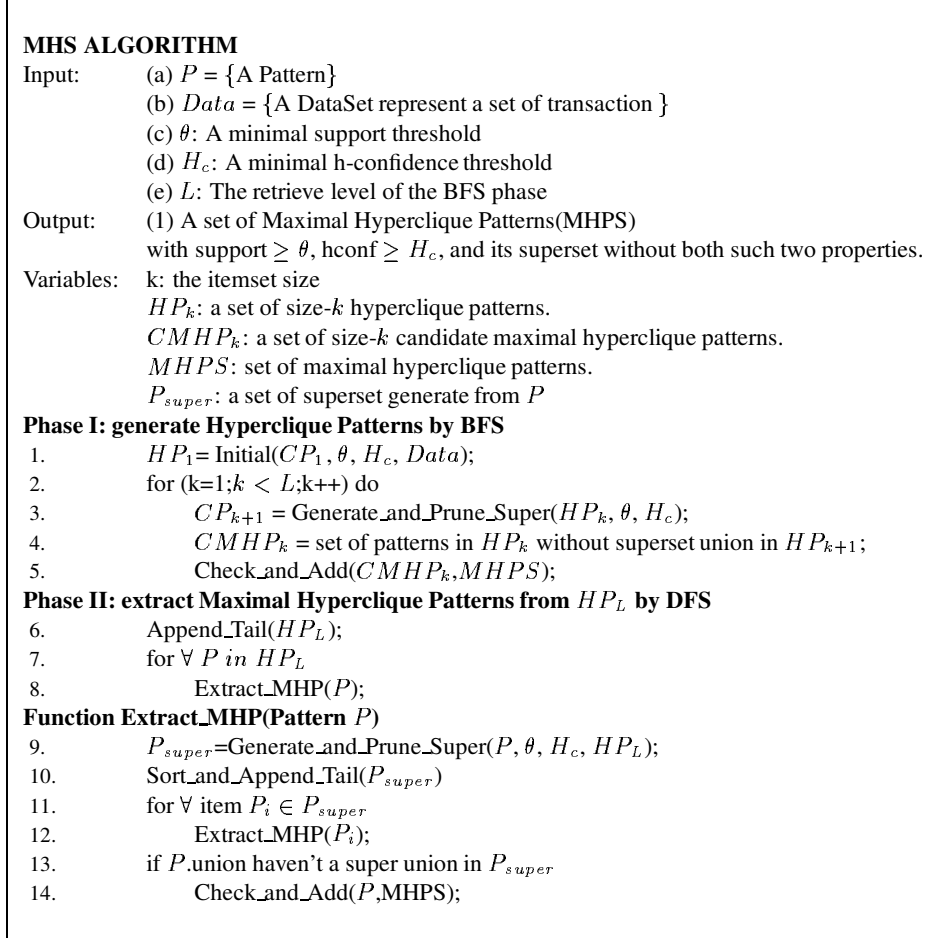 MHS ALGORITHM
Input: (a) P = {A Pattern}
(b) Data = {A DataSet represent a set of transaction }
(c) θ: A minimal support threshold
(d) H_c: A minimal h-confidence threshold
(e) L: The retrieve level of the BFS phase
Output: (1) A set of Maximal Hyperclique Patterns(MHPS)
with support ≥ θ, hconf ≥ H_c, and its superset without both such two properties.
Variables: k: the itemset size
HP_k: a set of size-k hyperclique patterns.
CMHP_k: a set of size-k candidate maximal hyperclique patterns.
MHPS: set of maximal hyperclique patterns.
P_super: a set of superset generate from P
Phase I: generate Hyperclique Patterns by BFS
1. HP_1= Initial(CP_1, θ, H_c, Data);
2. for (k=1;k < L;k++) do
3. CP_{k+1} = Generate_and_Prune_Super(HP_k, θ, H_c);
4. CMHP_k = set of patterns in HP_k without superset union in HP_{k+1};
5. Check_and_Add(CMHP_k,MHPS);
Phase II: extract Maximal Hyperclique Patterns from HP_L by DFS
6. Append_Tail(HP_L);
7. for ∀ P in HP_L
8. Extract_MHP(P);
Function Extract_MHP(Pattern P)
9. P_super=Generate_and_Prune_Super(P, θ, H_c, HP_L);
10. Sort_and_Append_Tail(P_super)
11. for ∀ item P_i ∈ P_super
12. Extract_MHP(P_i);
13. if P.union haven't a super union in P_super
14. Check_and_Add(P,MHPS);